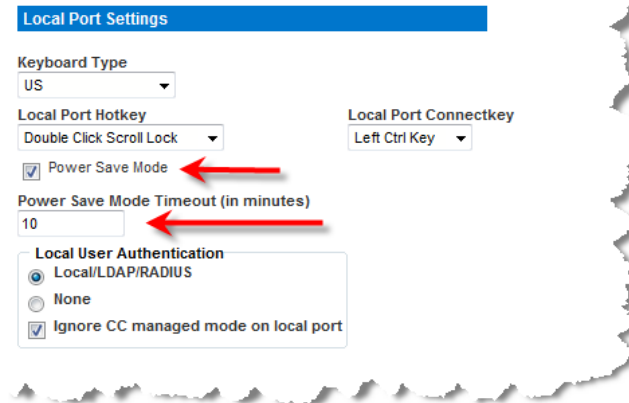 Local Port Settings
Keyboard Type
US
Local Port Hotkey
Local Port Connectkey
Double Click Scroll Lock
Left Ctrl Key
Power Save Mode
Power Save Mode Timeout (in minutes)
10
Local User Authentication
Local/LDAP/RADIUS
None
Ignore CC managed mode on local port